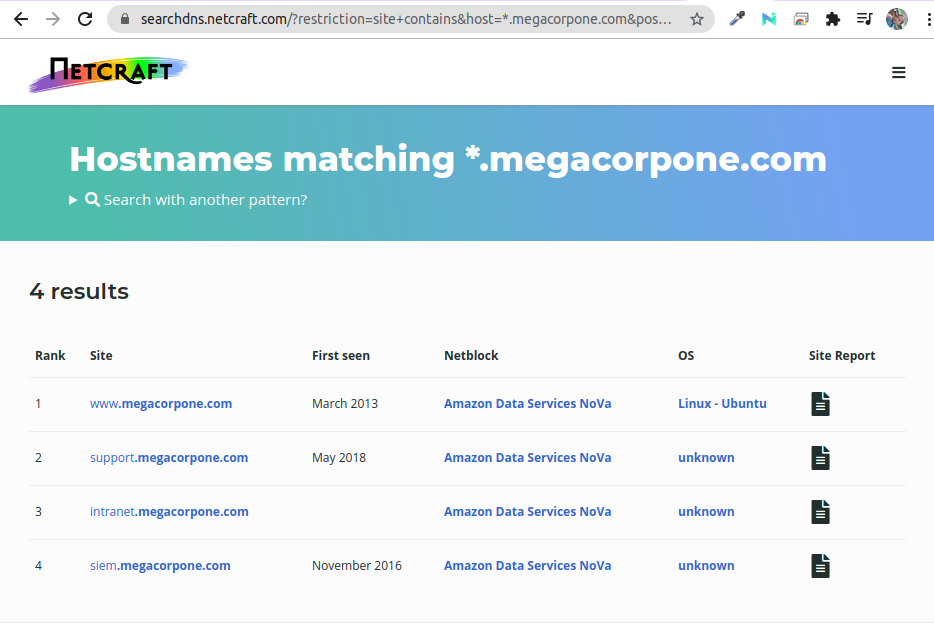 searchdns.netcraft.com/?restriction=site+contains&host=*.megacorpone.com&pos...
NETCRAFT
Hostnames matching *.megacorpone.com
Search with another pattern?
4 results
Rank Site First seen Netblock OS Site Report
1 www.megacorpone.com March 2013 Amazon Data Services NoVa Linux - Ubuntu
2 support.megacorpone.com May 2018 Amazon Data Services NoVa unknown
3 intranet.megacorpone.com Amazon Data Services NoVa unknown
4 siem.megacorpone.com November 2016 Amazon Data Services NoVa unknown